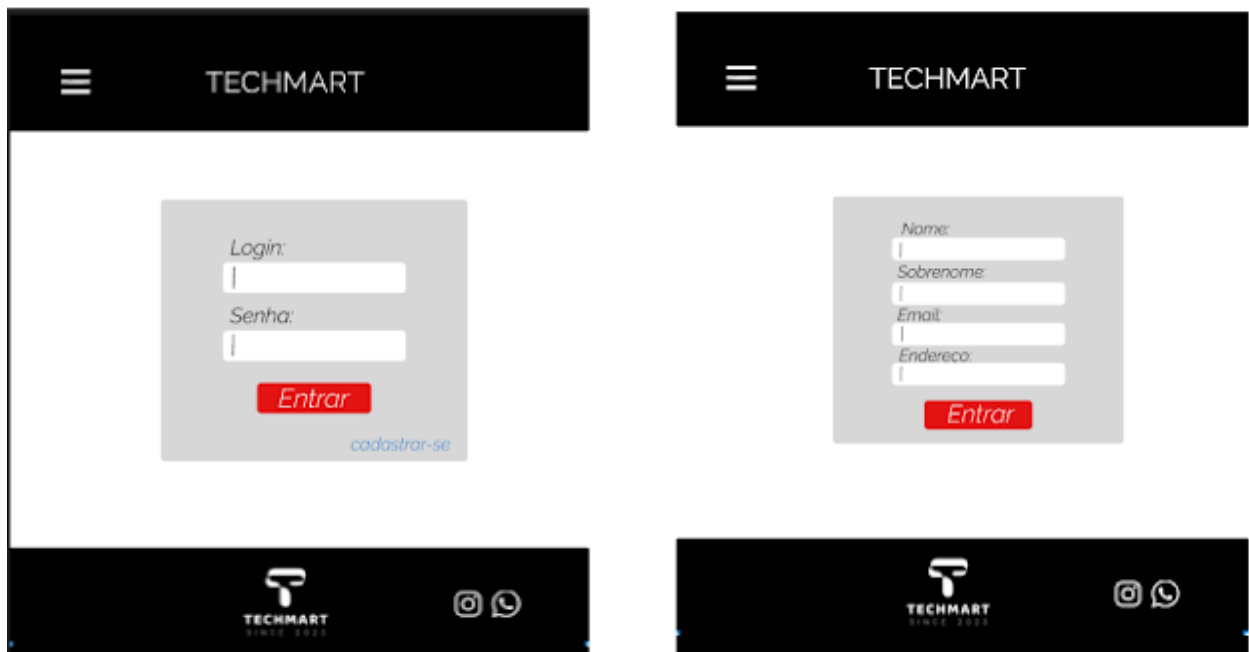 TECHMART
Login:
Senha:
Entrar
cadastrar-se
TECHMART
SINCE 2023
TECHMART
Nome:
Sobrenome:
Email:
Endereço:
Entrar
TECHMART
SINCE 2023